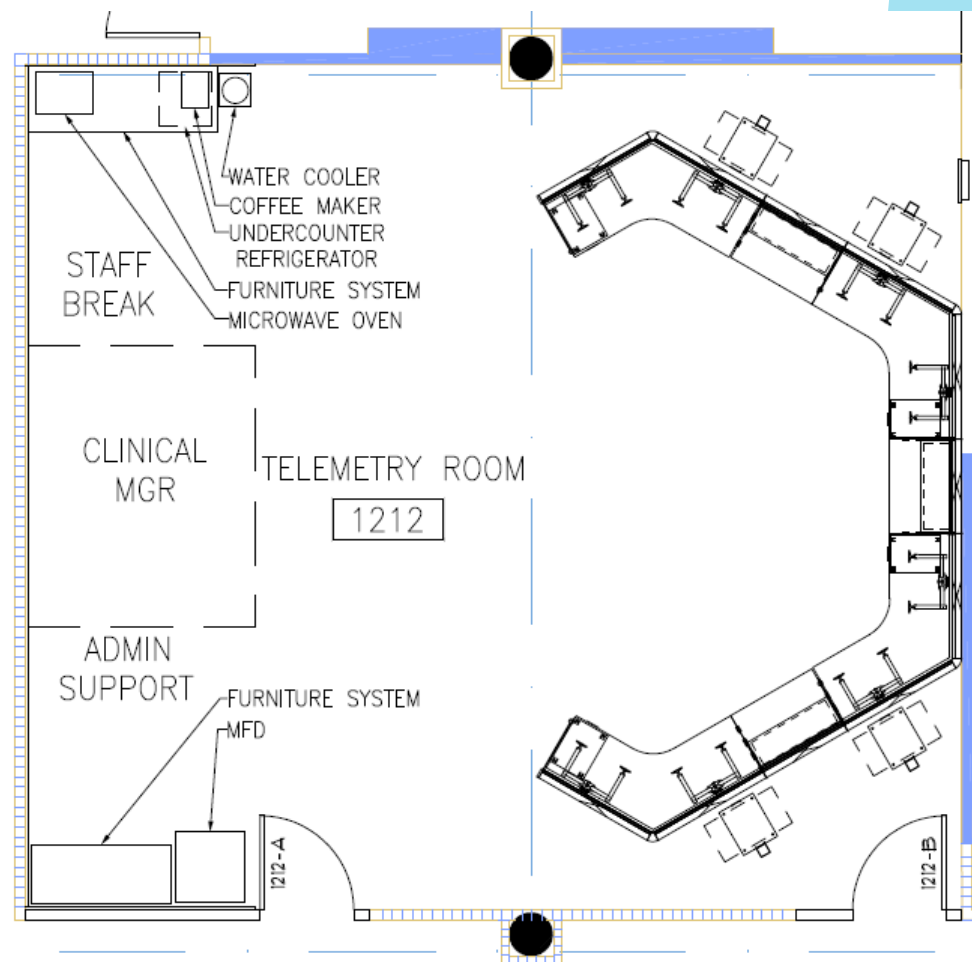 WATER COOLER
COFFEE MAKER
UNDERCOUNTER
REFRIGERATOR
FURNITURE SYSTEM
MICROWAVE OVEN
STAFF
BREAK
CLINICAL
MGR
TELEMETRY ROOM
1212
ADMIN
SUPPORT
FURNITURE SYSTEM
MFD
1212-A
1212-B